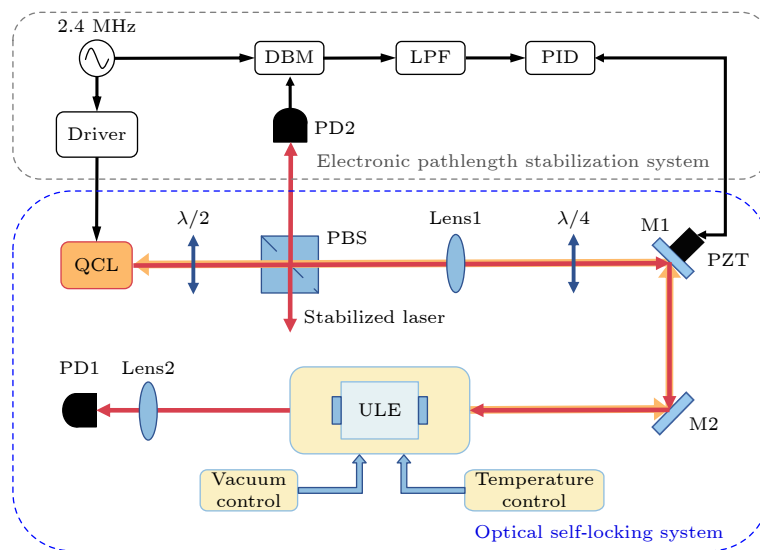 2.4 MHz
DBM
LPF
PID
Driver
PD2
Electronic pathlength stabilization system
λ/2
PBS
Lens1
λ/4
M1
QCL
PZT
Stabilized laser
PD1
Lens2
ULE
M2
Vacuum
control
Temperature
control
Optical self-locking system